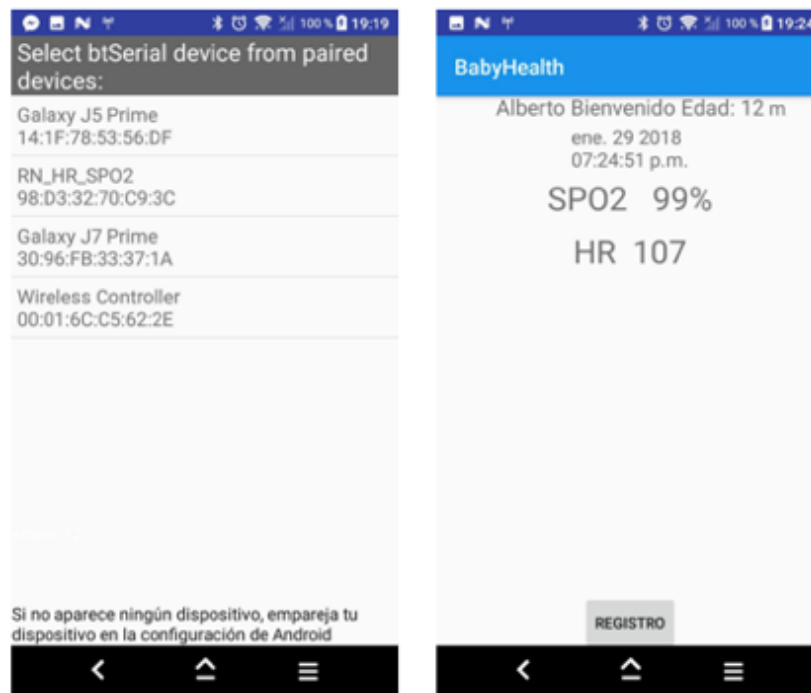 100 % 19:19
Select btSerial device from paired
devices:
Galaxy J5 Prime
14:1F:78:53:56:DF
RN_HR_SPO2
98:D3:32:70:C9:3C
Galaxy J7 Prime
30:96:FB:33:37:1A
Wireless Controller
00:01:6C:C5:62:2E
Si no aparece ningún dispositivo, empareja tu
dispositivo en la configuración de Android
100 % 19:24
BabyHealth
Alberto Bienvenido Edad: 12 m
ene. 29 2018
07:24:51 p.m.
SPO2 99%
HR 107
REGISTRO